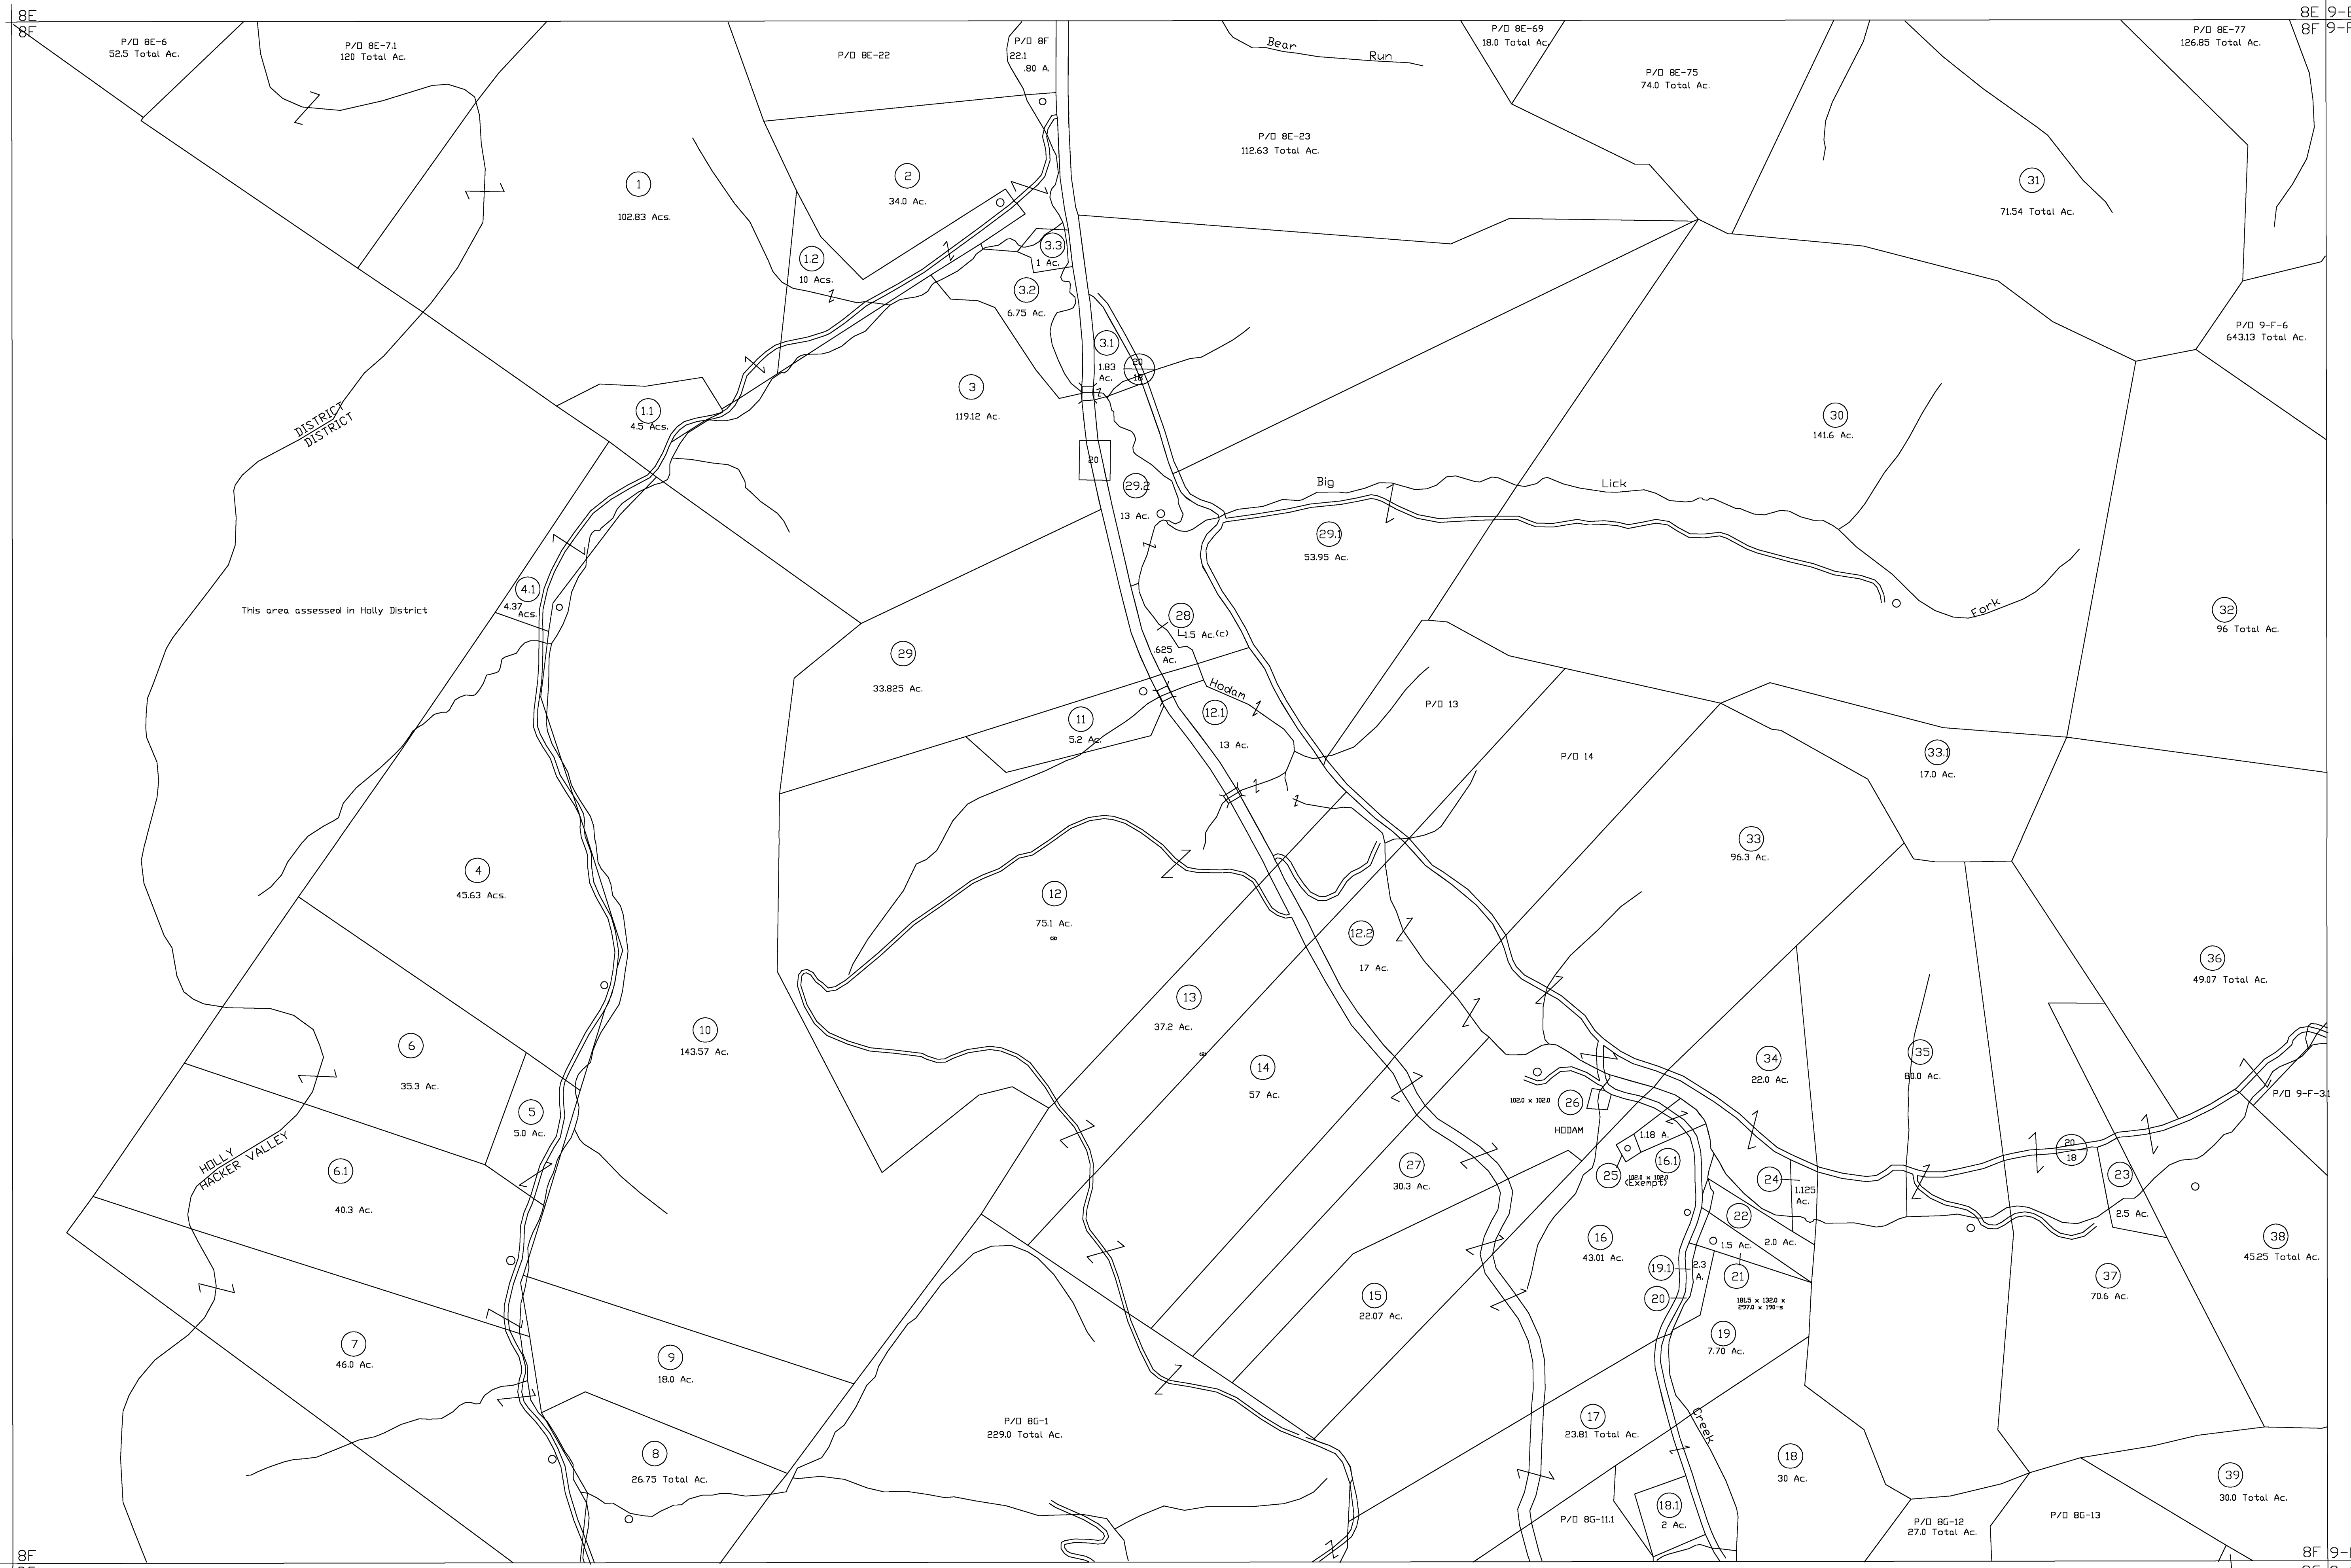 8E
8F
8E
9-E
8F
9-F
P/O 8E-6
52.5 Total Ac.
P/O 8E-7.1
120 Total Ac.
P/O 8E-22
P/O 8F
22.1
.80 A.
Bear Run
P/O 8E-69
18.0 Total Ac.
P/O 8E-75
74.0 Total Ac.
P/O 8E-77
126.85 Total Ac.
P/O 8E-23
112.63 Total Ac.
1
102.83 Acs.
2
34.0 Ac.
31
71.54 Total Ac.
1.2
10 Acs.
3.3
1 Ac.
3.2
6.75 Ac.
3.1
1.83
Ac.
20
18
P/O 9-F-6
643.13 Total Ac.
3
119.12 Ac.
1.1
4.5 Acs.
DISTRICT
DISTRICT
30
141.6 Ac.
20
29.2
13 Ac.
Big Lick Fork
29.1
53.95 Ac.
This area assessed in Holly District
4.1
4.37
Acs.
28
1.5 Ac.(c)
.625
Ac.
32
96 Total Ac.
29
33.825 Ac.
Hodam
11
5.2 Ac.
12.1
13 Ac.
P/O 13
P/O 14
33.1
17.0 Ac.
33
96.3 Ac.
4
45.63 Acs.
12
75.1 Ac.
12.2
17 Ac.
36
49.07 Total Ac.
13
37.2 Ac.
10
143.57 Ac.
6
35.3 Ac.
14
57 Ac.
34
22.0 Ac.
35
80.0 Ac.
P/O 9-F-3.1
102.0 x 102.0
26
HODAM
5
5.0 Ac.
1.18 A.
20
18
HOLLY
HACKER VALLEY
6.1
40.3 Ac.
27
30.3 Ac.
25
16.1
102.0 x 102.0
(Exempt)
24
1.125
Ac.
23
2.5 Ac.
22
2.0 Ac.
16
43.01 Ac.
1.5 Ac.
38
45.25 Total Ac.
19.1
2.3
A.
21
37
70.6 Ac.
20
181.5 x 132.0 x
297.0 x 190-s
15
22.07 Ac.
19
7.70 Ac.
7
46.0 Ac.
9
18.0 Ac.
P/O 8G-1
229.0 Total Ac.
17
23.81 Total Ac.
Creek
8
26.75 Total Ac.
18
30 Ac.
39
30.0 Total Ac.
18.1
2 Ac.
P/O 8G-11.1
P/O 8G-12
27.0 Total Ac.
P/O 8G-13
8F
8F